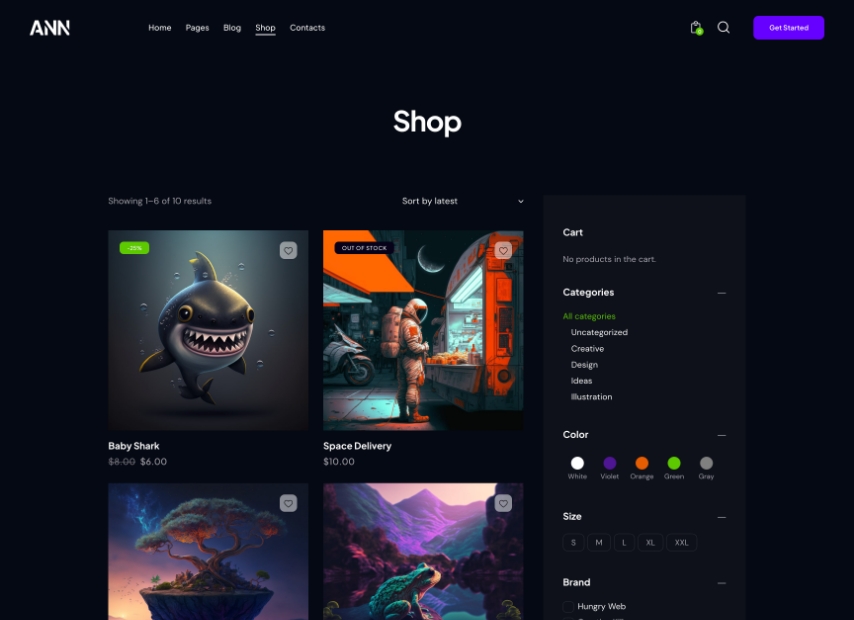 ANN
Home Pages Blog Shop Contacts
0
Get Started
Shop
Showing 1–6 of 10 results
Sort by latest
-25%
OUT OF STOCK
Baby Shark
$8.00 $6.00
Space Delivery
$10.00
Cart
No products in the cart.
Categories
All categories
Uncategorized
Creative
Design
Ideas
Illustration
Color
White Violet Orange Green Gray
Size
S M L XL XXL
Brand
Hungry Web